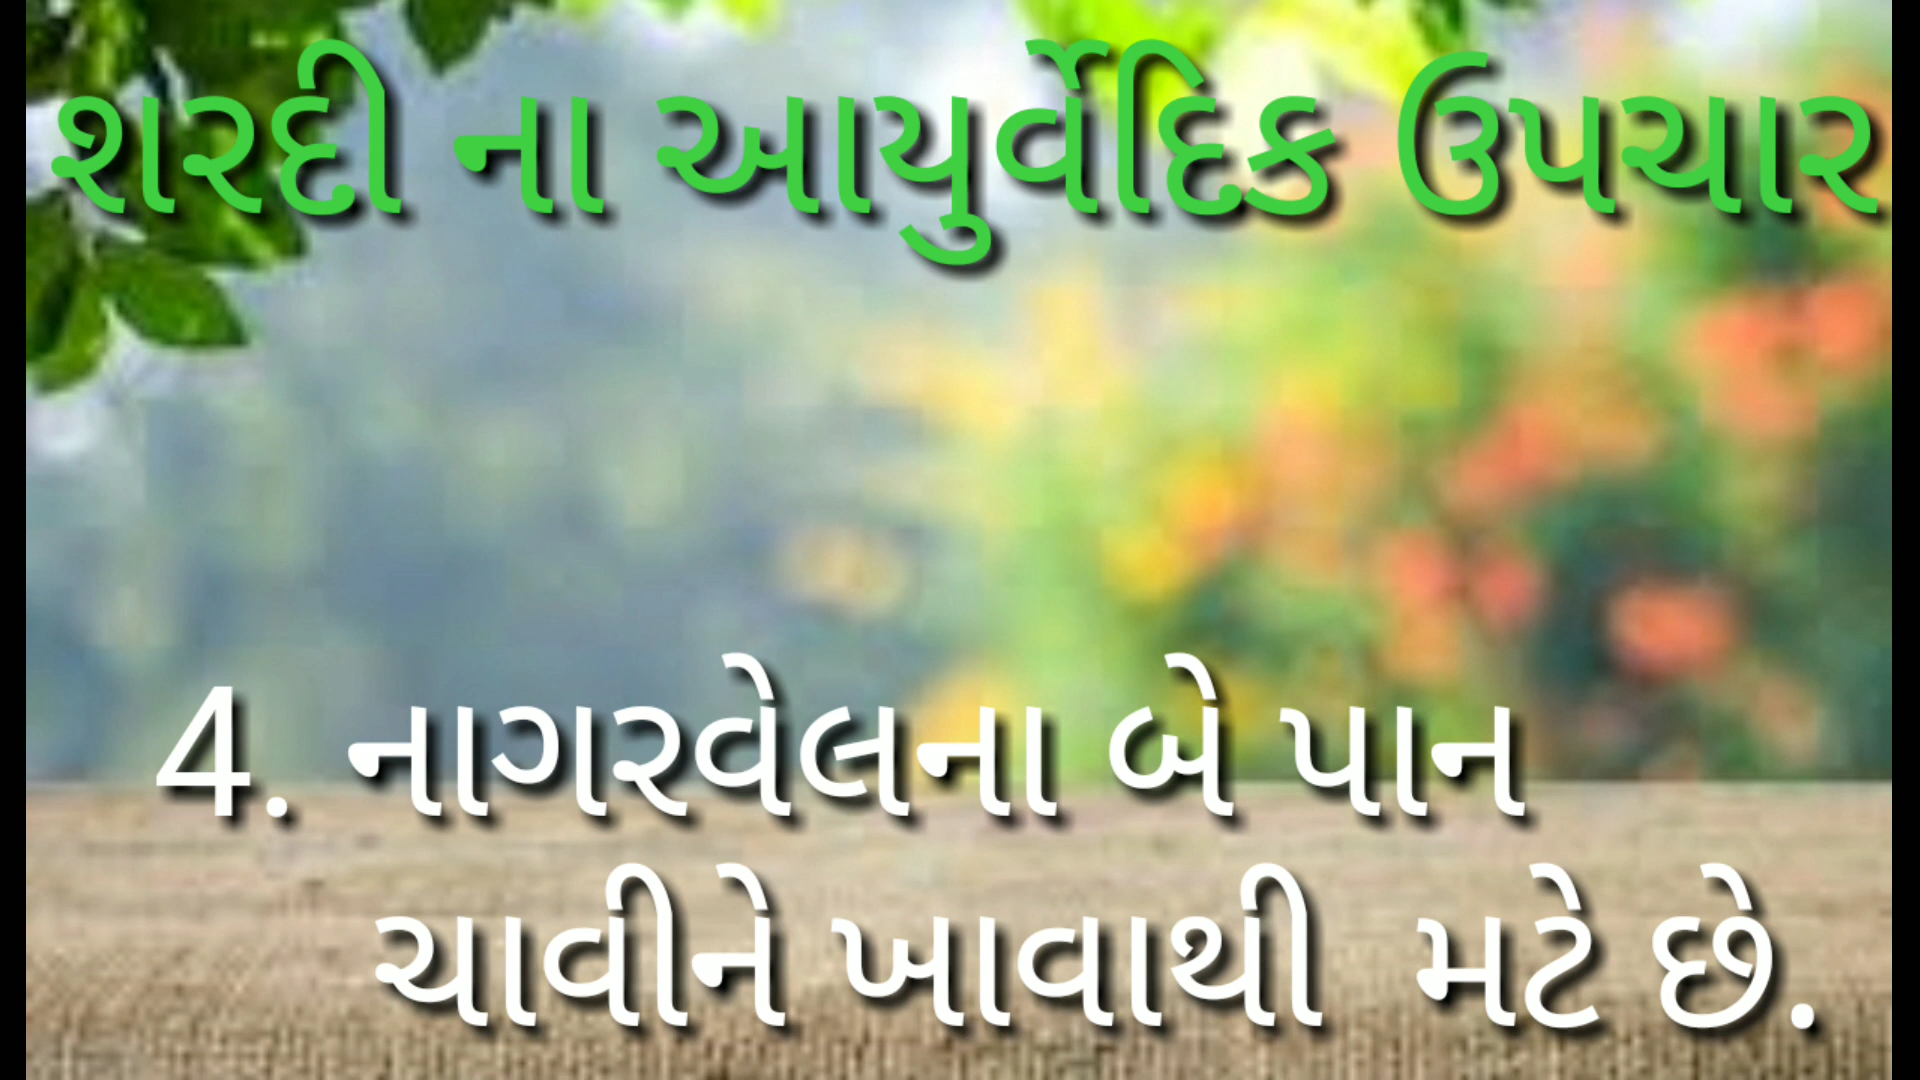 શરદી ના આયુર્વેદિક ઉપચાર
4. નાગરવેલના બે પાન
ચાવીને ખાવાથી મટે છે.